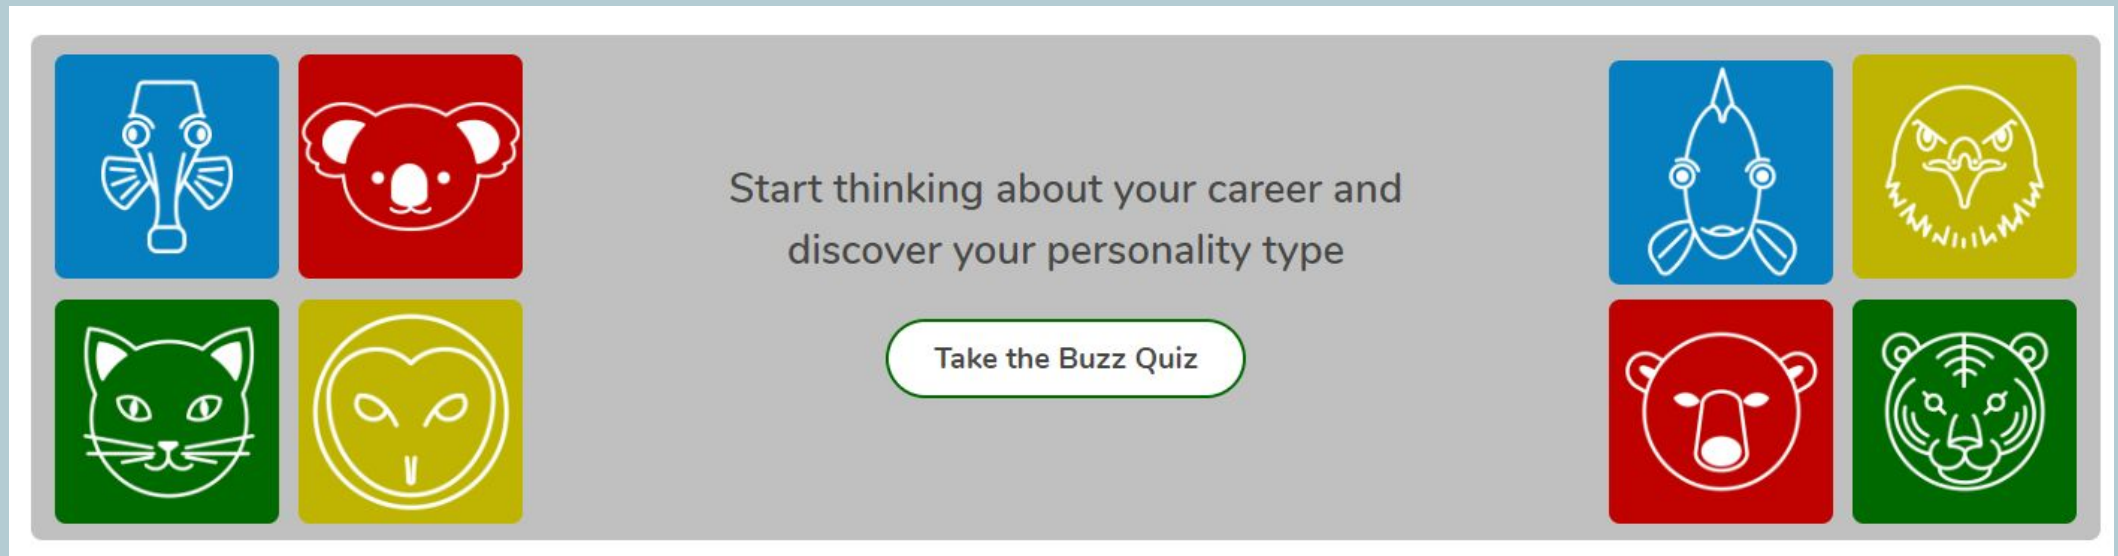 Start thinking about your career and
discover your personality type
Take the Buzz Quiz